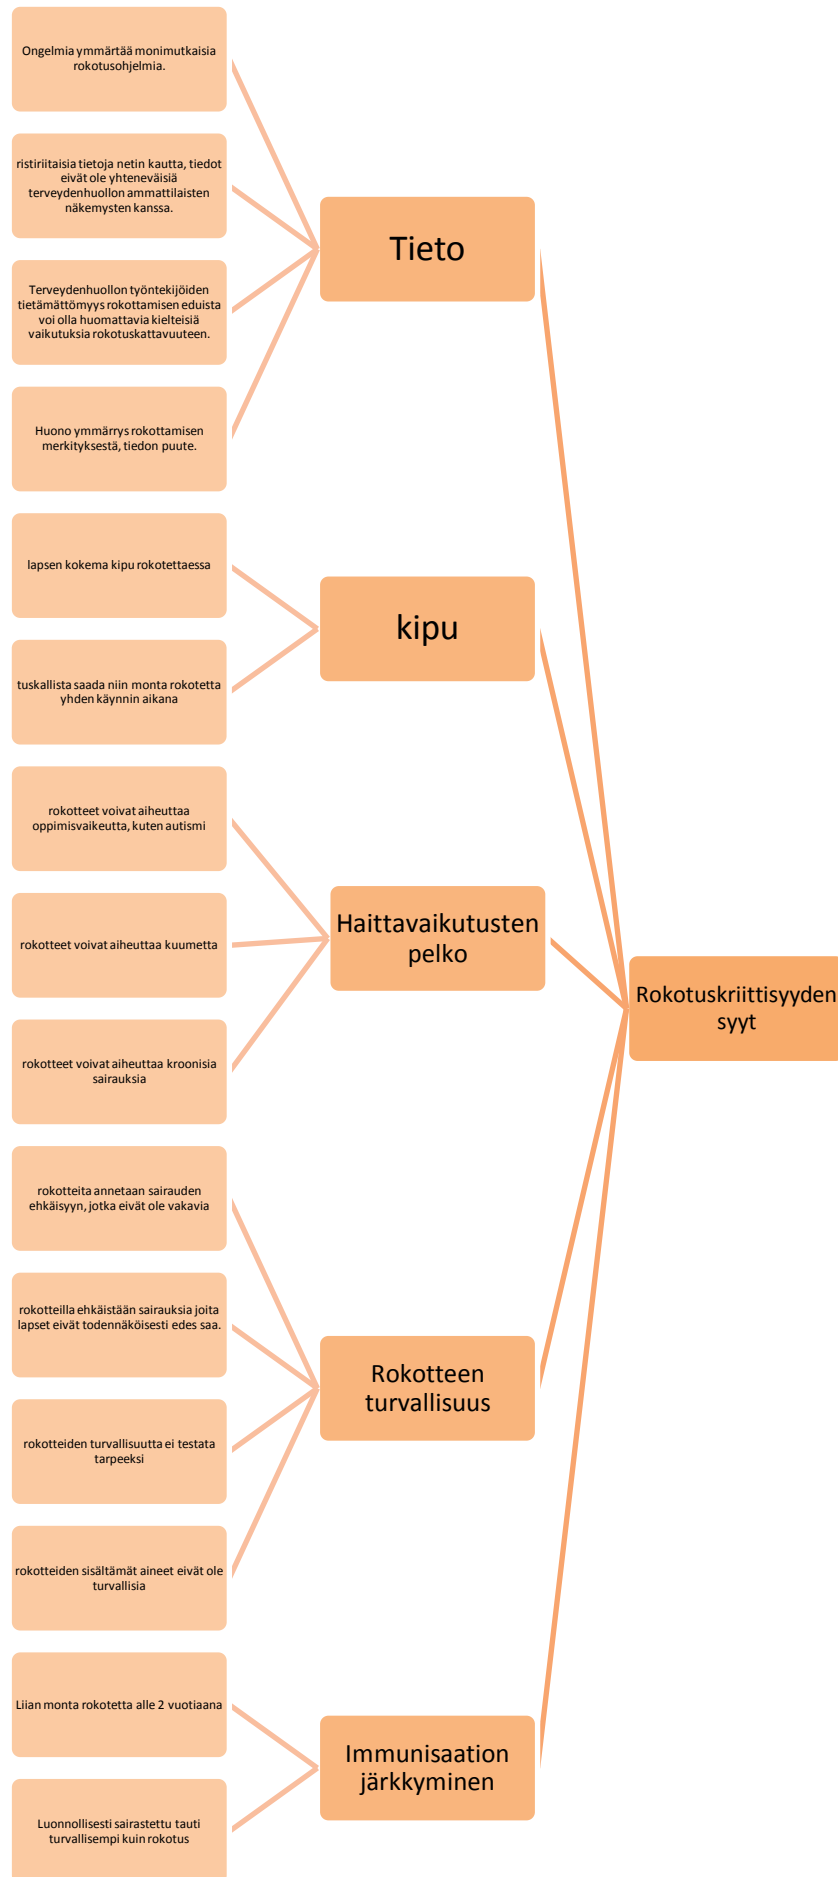 Ongelmia ymmärtää monimutkaisia
rokotusohjelmia.
ristiriitaisia tietoja netin kautta, tiedot
eivät ole yhteneväisiä
terveydenhuollon ammattilaisten
näkemysten kanssa.
Terveydenhuollon työntekijöiden
tietämättömyys rokottamisen eduista
voi olla huomattavia kielteisiä
vaikutuksia rokotuskattavuuteen.
Huono ymmärrys rokottamisen
merkityksestä, tiedon puute.
Tieto
lapsen kokema kipu rokotettaessa
tuskallista saada niin monta rokotetta
yhden käynnin aikana
kipu
rokotteet voivat aiheuttaa
oppimisvaikeutta, kuten autismi
rokotteet voivat aiheuttaa kuumetta
rokotteet voivat aiheuttaa kroonisia
sairauksia
Haittavaikutusten
pelko
rokotteita annetaan sairauden
ehkäisyyn, jotka eivät ole vakavia
rokotteilla ehkäistään sairauksia joita
lapset eivät todennäköisesti edes saa.
rokotteiden turvallisuutta ei testata
tarpeeksi
rokotteiden sisältämät aineet eivät ole
turvallisia
Rokotteen
turvallisuus
Liian monta rokotetta alle 2 vuotiaana
Luonnollisesti sairastettu tauti
turvallisempi kuin rokotus
Immunisaation
järkkyminen
Rokotuskriittisyyden
syyt